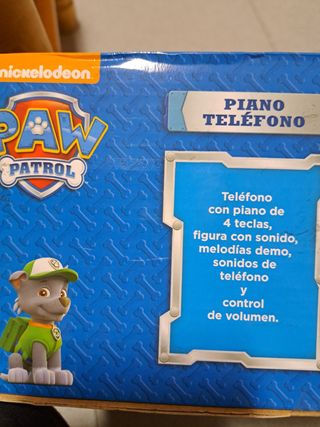 nickelodeon
PAW
PATROL
PIANO
TELÉFONO
Teléfono
con piano de
4 teclas,
figura con sonido,
melodías demo,
sonidos de
teléfono
y
control
de volumen.